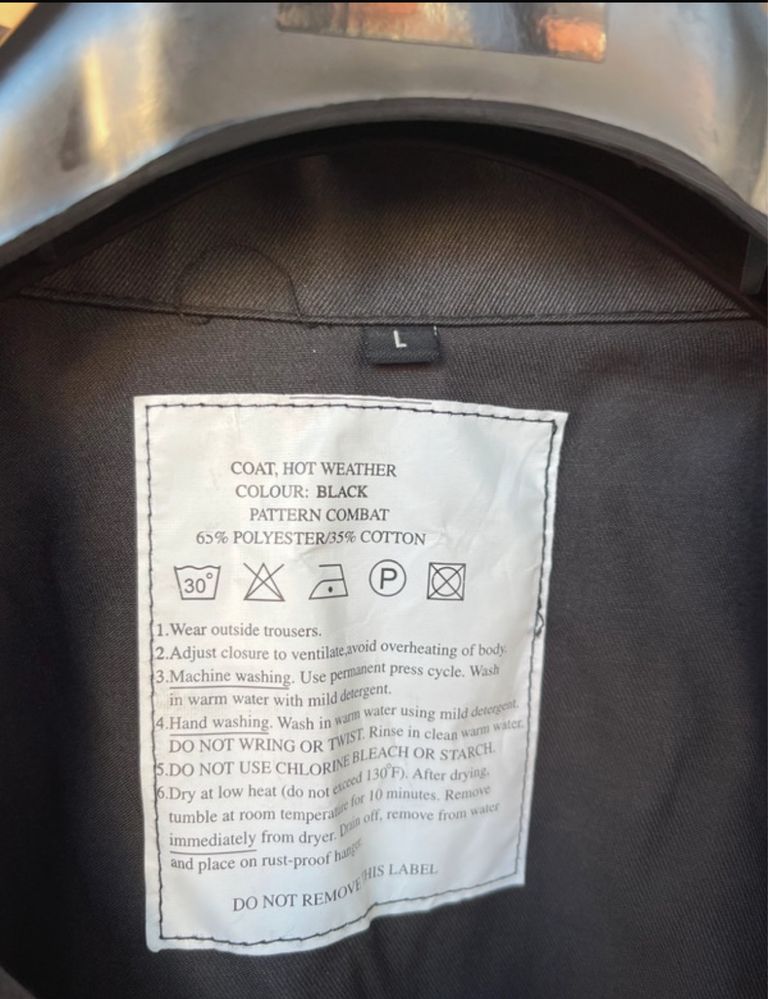 L
COAT, HOT WEATHER
COLOUR: BLACK
PATTERN COMBAT
65% POLYESTER/35% COTTON
30° P
1.Wear outside trousers.
2.Adjust closure to ventilate,avoid overheating of body.
3.Machine washing. Use permanent press cycle. Wash
in warm water with mild detergent.
4.Hand washing. Wash in warm water using mild detergent.
DO NOT WRING OR TWIST. Rinse in clean warm water.
5.DO NOT USE CHLORINE BLEACH OR STARCH.
6.Dry at low heat (do not exceed 130°F). After drying,
tumble at room temperature for 10 minutes. Remove
immediately from dryer. Drain off, remove from water
and place on rust-proof hanger.
DO NOT REMOVE THIS LABEL